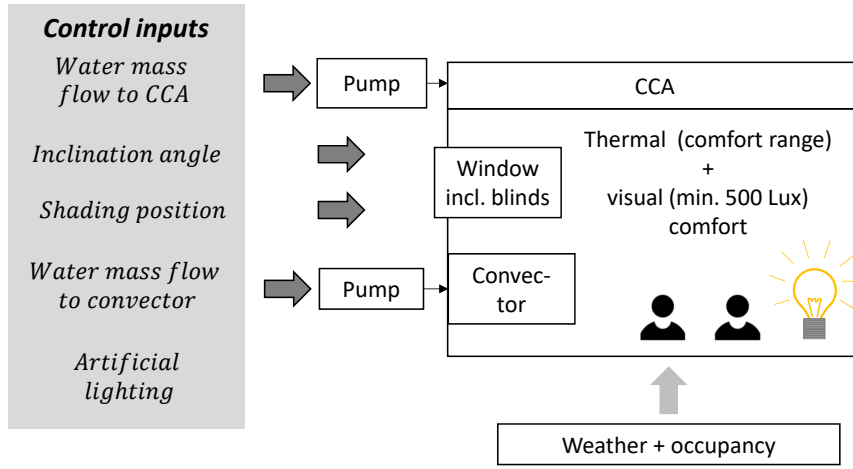 Control inputs
Water mass
flow to CCA
Inclination angle
Shading position
Water mass flow
to convector
Artificial
lighting
Pump
CCA
Window
incl. blinds
Thermal (comfort range)
+
visual (min. 500 Lux)
comfort
Pump
Convec-
tor
Weather + occupancy